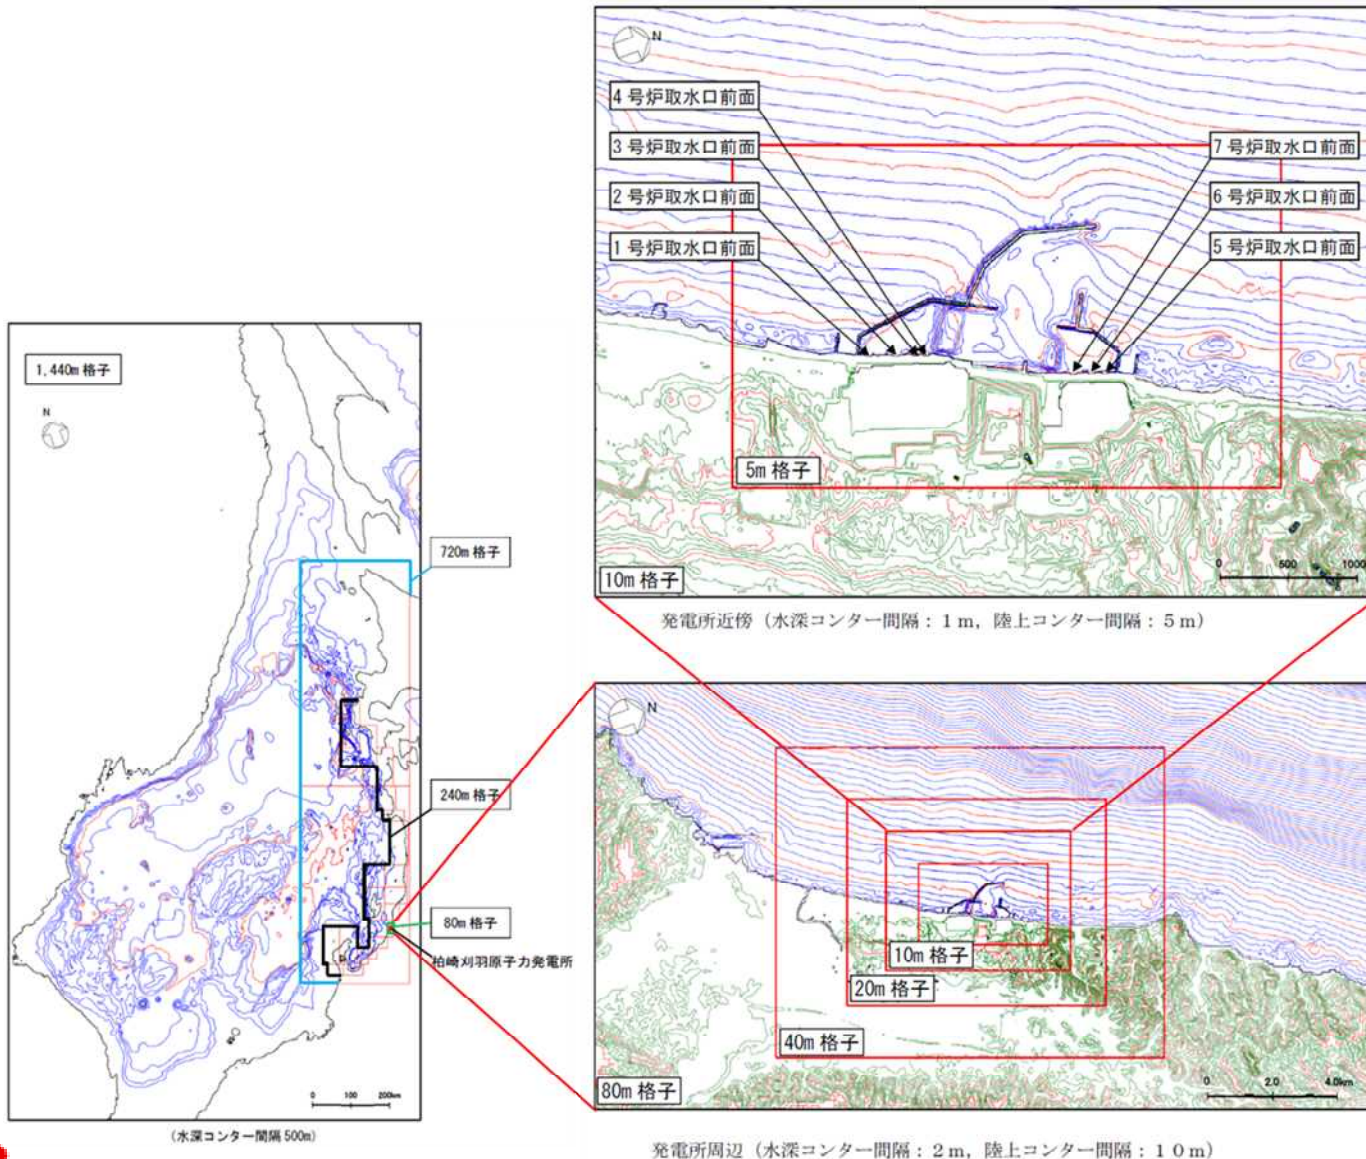 1,440m 格子
N
720m 格子
240m 格子
80m 格子
柏崎刈羽原子力発電所
0 100 200km
(水深コンター間隔 500m)
N
4 号炉取水口前面
3 号炉取水口前面
2 号炉取水口前面
1 号炉取水口前面
7 号炉取水口前面
6 号炉取水口前面
5 号炉取水口前面
5m 格子
10m 格子
0 500 1000
発電所近傍（水深コンター間隔：１ｍ，陸上コンター間隔：５ｍ）
N
10m 格子
20m 格子
40m 格子
80m 格子
0 2.0 4.0km
発電所周辺（水深コンター間隔：２ｍ，陸上コンター間隔：１０ｍ）